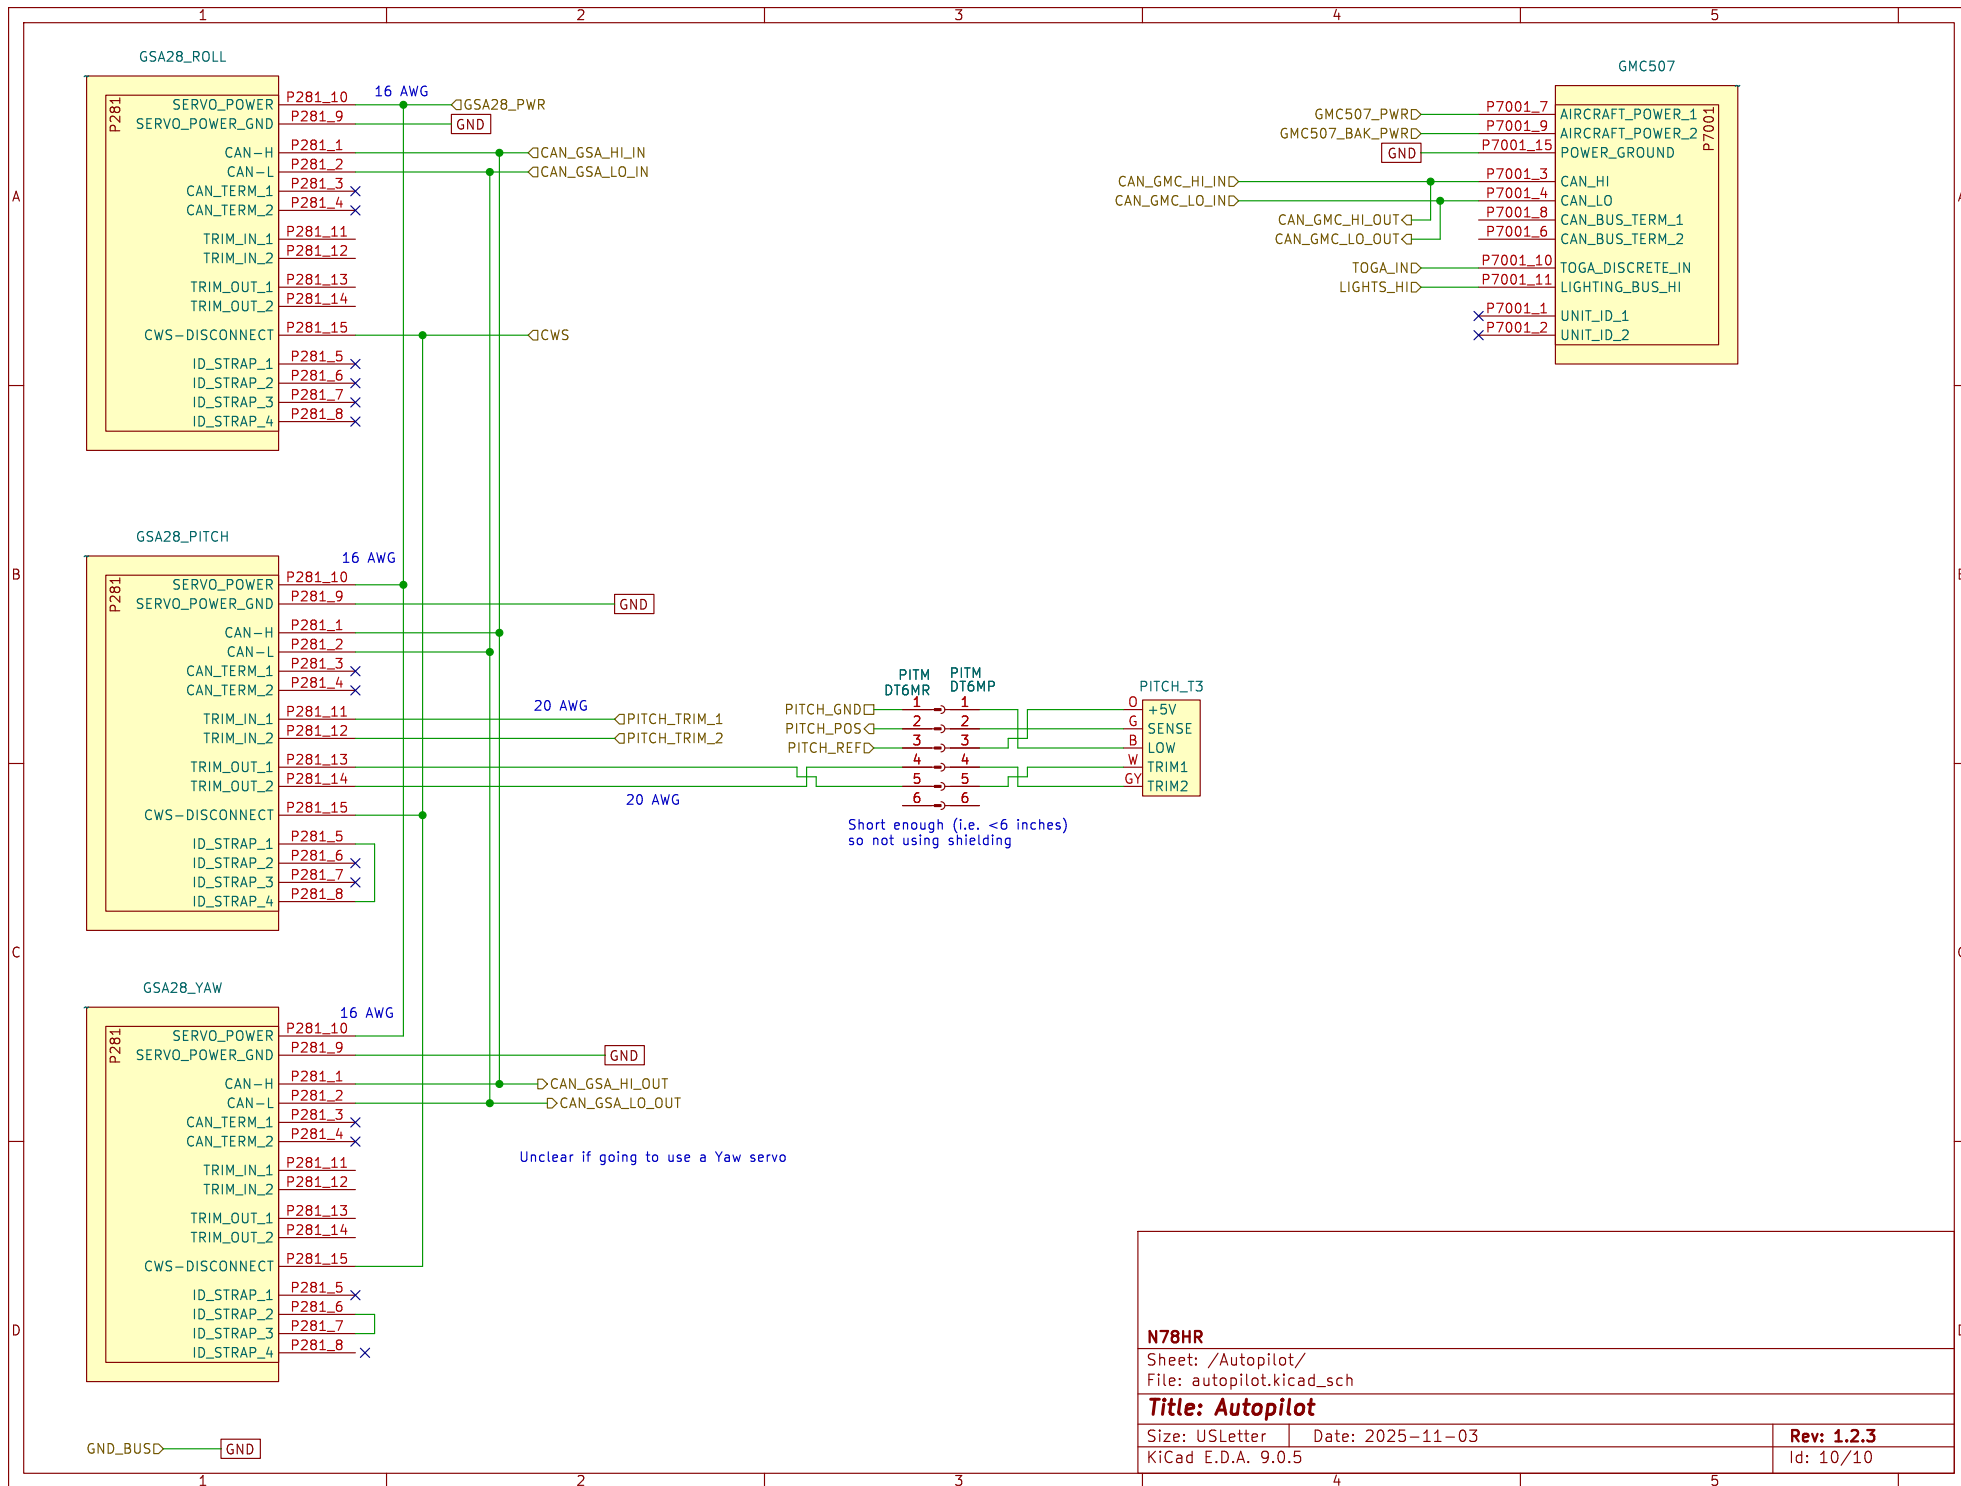 1 2 3 4 5
GSA28_ROLL
P281
SERVO_POWER P281_10
16 AWG
GSA28_PWR
SERVO_POWER_GND P281_9
GND
CAN-H P281_1
CAN_GSA_HI_IN
CAN-L P281_2
CAN_GSA_LO_IN
CAN_TERM_1 P281_3
CAN_TERM_2 P281_4
TRIM_IN_1 P281_11
TRIM_IN_2 P281_12
TRIM_OUT_1 P281_13
TRIM_OUT_2 P281_14
CWS-DISCONNECT P281_15
CWS
ID_STRAP_1 P281_5
ID_STRAP_2 P281_6
ID_STRAP_3 P281_7
ID_STRAP_4 P281_8
A
GMC507
P7001
GMC507_PWR P7001_7 AIRCRAFT_POWER_1
GMC507_BAK_PWR P7001_9 AIRCRAFT_POWER_2
GND P7001_15 POWER_GROUND
CAN_GMC_HI_IN P7001_3 CAN_HI
CAN_GMC_LO_IN P7001_4 CAN_LO
CAN_GMC_HI_OUT P7001_8 CAN_BUS_TERM_1
CAN_GMC_LO_OUT P7001_6 CAN_BUS_TERM_2
TOGA_IN P7001_10 TOGA_DISCRETE_IN
LIGHTS_HI P7001_11 LIGHTING_BUS_HI
P7001_1 UNIT_ID_1
P7001_2 UNIT_ID_2
GSA28_PITCH
B
P281
16 AWG
SERVO_POWER P281_10
SERVO_POWER_GND P281_9
GND
CAN-H P281_1
CAN-L P281_2
CAN_TERM_1 P281_3
CAN_TERM_2 P281_4
20 AWG
TRIM_IN_1 P281_11
PITCH_TRIM_1
TRIM_IN_2 P281_12
PITCH_TRIM_2
TRIM_OUT_1 P281_13
TRIM_OUT_2 P281_14
20 AWG
CWS-DISCONNECT P281_15
ID_STRAP_1 P281_5
ID_STRAP_2 P281_6
ID_STRAP_3 P281_7
ID_STRAP_4 P281_8
PITM PITM
DT6MR DT6MP
PITCH_T3
PITCH_GND 1 1 O +5V
PITCH_POS 2 2 G SENSE
PITCH_REF 3 3 B LOW
4 4 W TRIM1
5 5 GY TRIM2
6 6
Short enough (i.e. <6 inches)
so not using shielding
C
GSA28_YAW
P281
16 AWG
SERVO_POWER P281_10
SERVO_POWER_GND P281_9
GND
CAN-H P281_1
CAN_GSA_HI_OUT
CAN-L P281_2
CAN_GSA_LO_OUT
CAN_TERM_1 P281_3
CAN_TERM_2 P281_4
Unclear if going to use a Yaw servo
TRIM_IN_1 P281_11
TRIM_IN_2 P281_12
TRIM_OUT_1 P281_13
TRIM_OUT_2 P281_14
CWS-DISCONNECT P281_15
ID_STRAP_1 P281_5
ID_STRAP_2 P281_6
ID_STRAP_3 P281_7
ID_STRAP_4 P281_8
D
GND_BUS
GND
N78HR
Sheet: /Autopilot/
File: autopilot.kicad_sch
Title: Autopilot
Size: USLetter Date: 2025-11-03 Rev: 1.2.3
KiCad E.D.A. 9.0.5 Id: 10/10
1 2 3 4 5